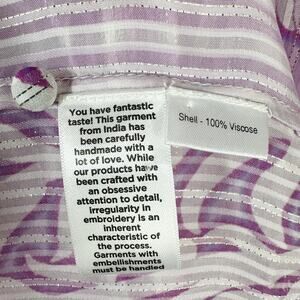 You have fantastic
taste! This garment
from India has
been carefully
handmade with a
lot of love. While
our products have
been crafted with
an obsessive
attention to detail,
irregularity in
embroidery is an
inherent
characteristic of
the process.
Garments with
embellishments
must be handled
Shell - 100% Viscose